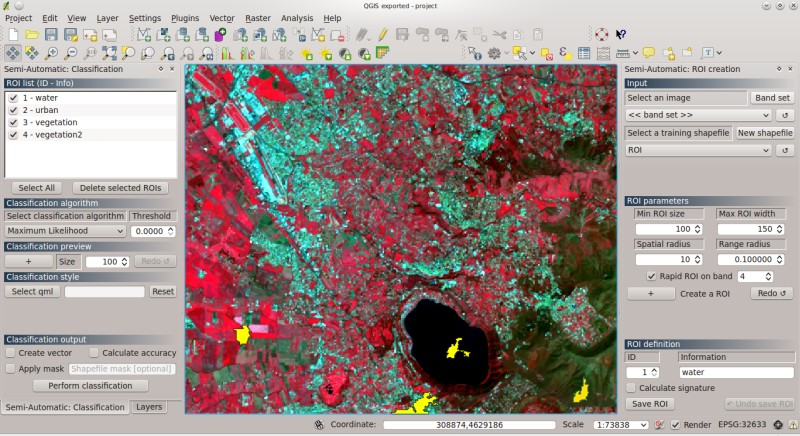 QGIS exported - project
Project Edit View Layer Settings Plugins Vector Raster Analysis Help
Semi-Automatic: Classification
ROI list (ID - Info)
1 - water
2 - urban
3 - vegetation
4 - vegetation2
Select All Delete selected ROIs
Classification algorithm
Select classification algorithm Threshold
Maximum Likelihood 0.0000
Classification preview
+ Size 100 Redo
Classification style
Select qml Reset
Classification output
Create vector Calculate accuracy
Apply mask Shapefile mask [optional]
Perform classification
Semi-Automatic: Classification Layers
Semi-Automatic: ROI creation
Input
Select an image Band set
<< band set >>
Select a training shapefile New shapefile
ROI
ROI parameters
Min ROI size Max ROI width
100 150
Spatial radius Range radius
10 0.100000
Rapid ROI on band 4
+ Create a ROI Redo
ROI definition
ID Information
1 water
Calculate signature
Save ROI Undo save ROI
Coordinate: 308874,4629186 Scale 1:73838 Render EPSG:32633